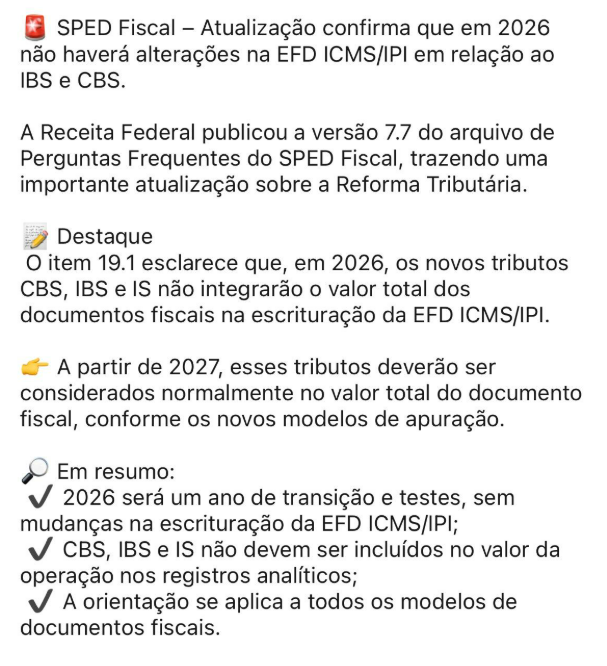 🚨 SPED Fiscal – Atualização confirma que em 2026
não haverá alterações na EFD ICMS/IPI em relação ao
IBS e CBS.
A Receita Federal publicou a versão 7.7 do arquivo de
Perguntas Frequentes do SPED Fiscal, trazendo uma
importante atualização sobre a Reforma Tributária.
📝 Destaque
O item 19.1 esclarece que, em 2026, os novos tributos
CBS, IBS e IS não integrarão o valor total dos
documentos fiscais na escrituração da EFD ICMS/IPI.
👉 A partir de 2027, esses tributos deverão ser
considerados normalmente no valor total do documento
fiscal, conforme os novos modelos de apuração.
🔎 Em resumo:
✔ 2026 será um ano de transição e testes, sem
mudanças na escrituração da EFD ICMS/IPI;
✔ CBS, IBS e IS não devem ser incluídos no valor da
operação nos registros analíticos;
✔ A orientação se aplica a todos os modelos de
documentos fiscais.